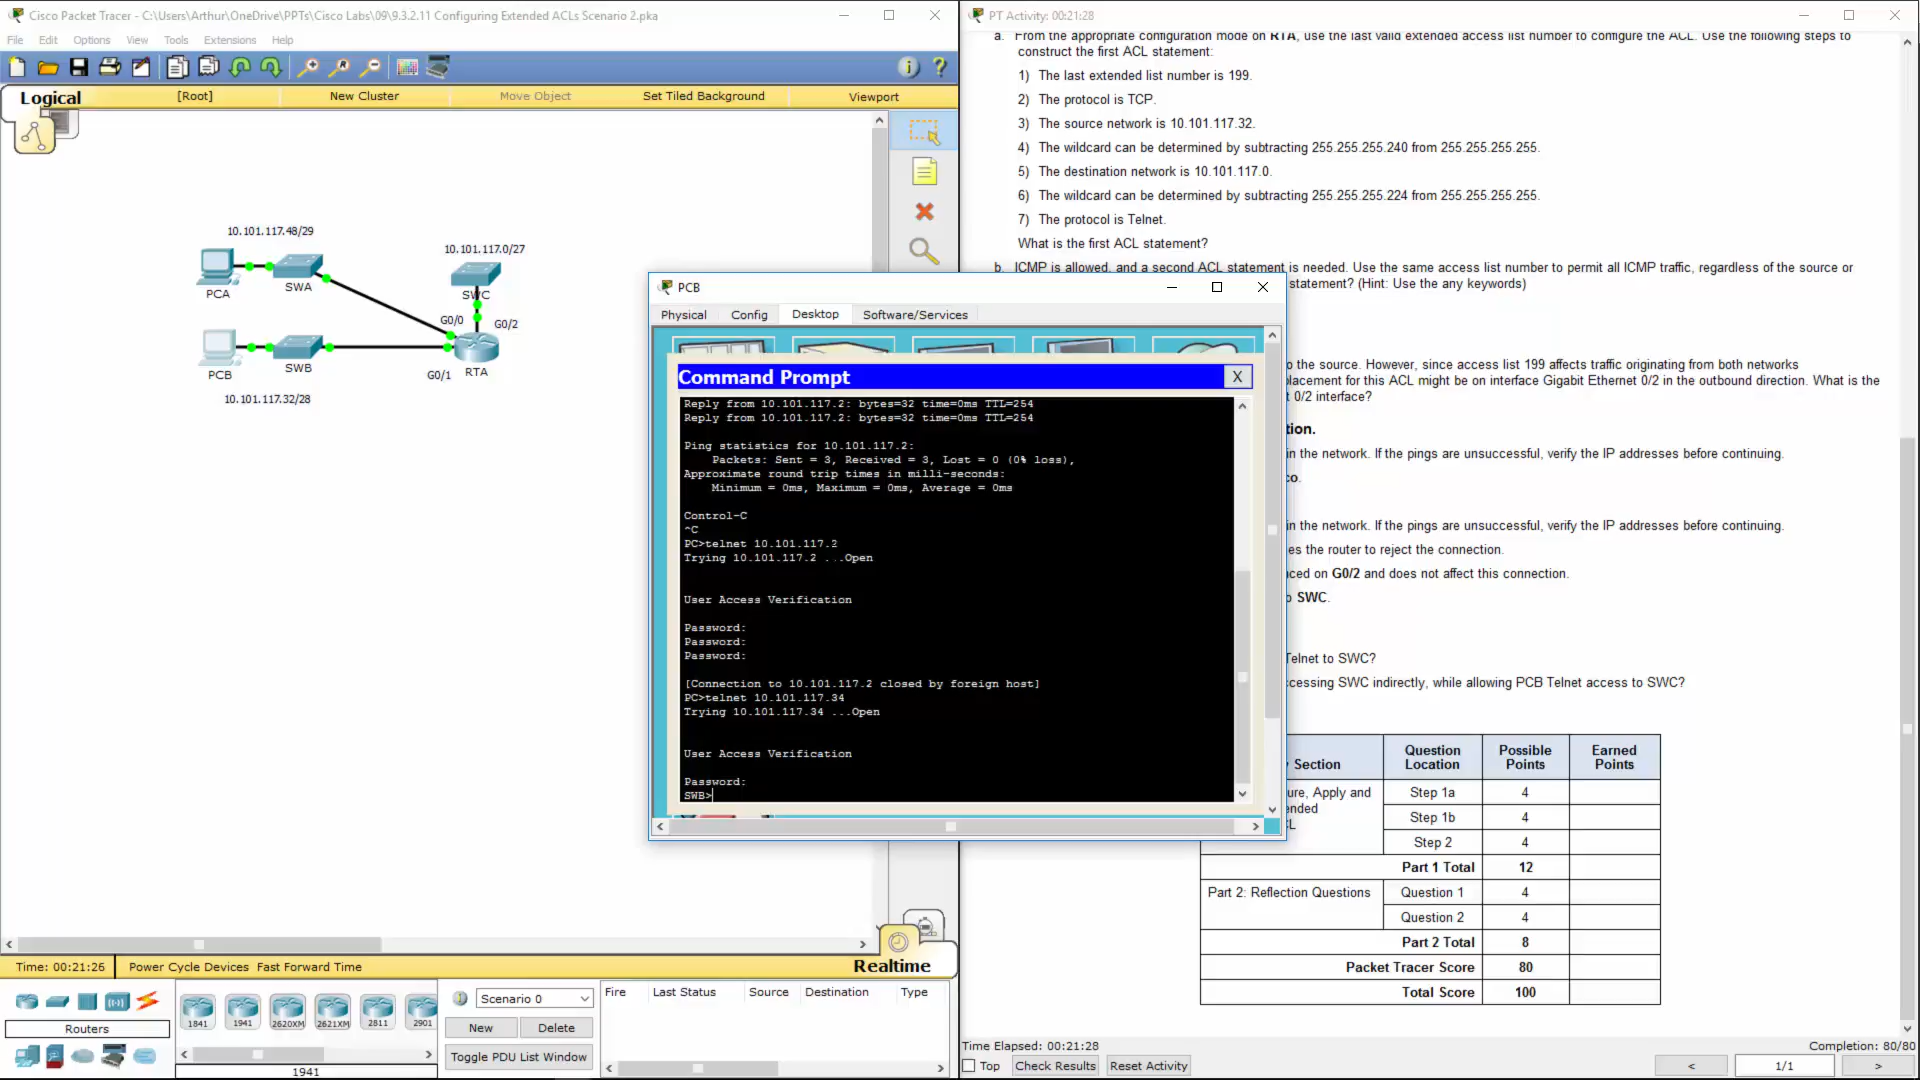 Cisco Packet Tracer - C:\Users\Arthur\OneDrive\PPTs\Cisco Labs\09\9.3.2.11 Configuring Extended ACLs Scenario 2.pka
File Edit Options View Tools Extensions Help
Logical [Root] New Cluster Move Object Set Tiled Background Viewport
10.101.117.48/29
10.101.117.0/27
PCA SWA SWC
G0/0 G0/2
PCB SWB G0/1 RTA
10.101.117.32/28
Realtime
Time: 00:21:26 Power Cycle Devices Fast Forward Time
Routers
1841 1941 2620XM 2621XM 2811 2901
1941
Scenario 0
New Delete
Toggle PDU List Window
Fire Last Status Source Destination Type
PCB
Physical Config Desktop Software/Services
Command Prompt X
Reply from 10.101.117.2: bytes=32 time=0ms TTL=254
Reply from 10.101.117.2: bytes=32 time=0ms TTL=254
Ping statistics for 10.101.117.2:
Packets: Sent = 3, Received = 3, Lost = 0 (0% loss),
Approximate round trip times in milli-seconds:
Minimum = 0ms, Maximum = 0ms, Average = 0ms
Control-C
^C
PC>telnet 10.101.117.2
Trying 10.101.117.2 ...Open
User Access Verification
Password:
Password:
Password:
[Connection to 10.101.117.2 closed by foreign host]
PC>telnet 10.101.117.34
Trying 10.101.117.34 ...Open
User Access Verification
Password:
SWB>
PT Activity: 00:21:28
a. From the appropriate configuration mode on RTA, use the last valid extended access list number to configure the ACL. Use the following steps to
construct the first ACL statement:
1) The last extended list number is 199.
2) The protocol is TCP.
3) The source network is 10.101.117.32.
4) The wildcard can be determined by subtracting 255.255.255.240 from 255.255.255.255.
5) The destination network is 10.101.117.0.
6) The wildcard can be determined by subtracting 255.255.255.224 from 255.255.255.255.
7) The protocol is Telnet.
What is the first ACL statement?
b. ICMP is allowed, and a second ACL statement is needed. Use the same access list number to permit all ICMP traffic, regardless of the source or
statement? (Hint: Use the any keywords)
o the source. However, since access list 199 affects traffic originating from both networks
lacement for this ACL might be on interface Gigabit Ethernet 0/2 in the outbound direction. What is the
t 0/2 interface?
tion.
in the network. If the pings are unsuccessful, verify the IP addresses before continuing.
co.
in the network. If the pings are unsuccessful, verify the IP addresses before continuing.
es the router to reject the connection.
ced on G0/2 and does not affect this connection.
o SWC.
Telnet to SWC?
cessing SWC indirectly, while allowing PCB Telnet access to SWC?
Section Question Location Possible Points Earned Points
ure, Apply and
nded
CL
Step 1a 4
Step 1b 4
Step 2 4
Part 1 Total 12
Part 2: Reflection Questions Question 1 4
Question 2 4
Part 2 Total 8
Packet Tracer Score 80
Total Score 100
Time Elapsed: 00:21:28 Completion: 80/80
Top Check Results Reset Activity < 1/1 >